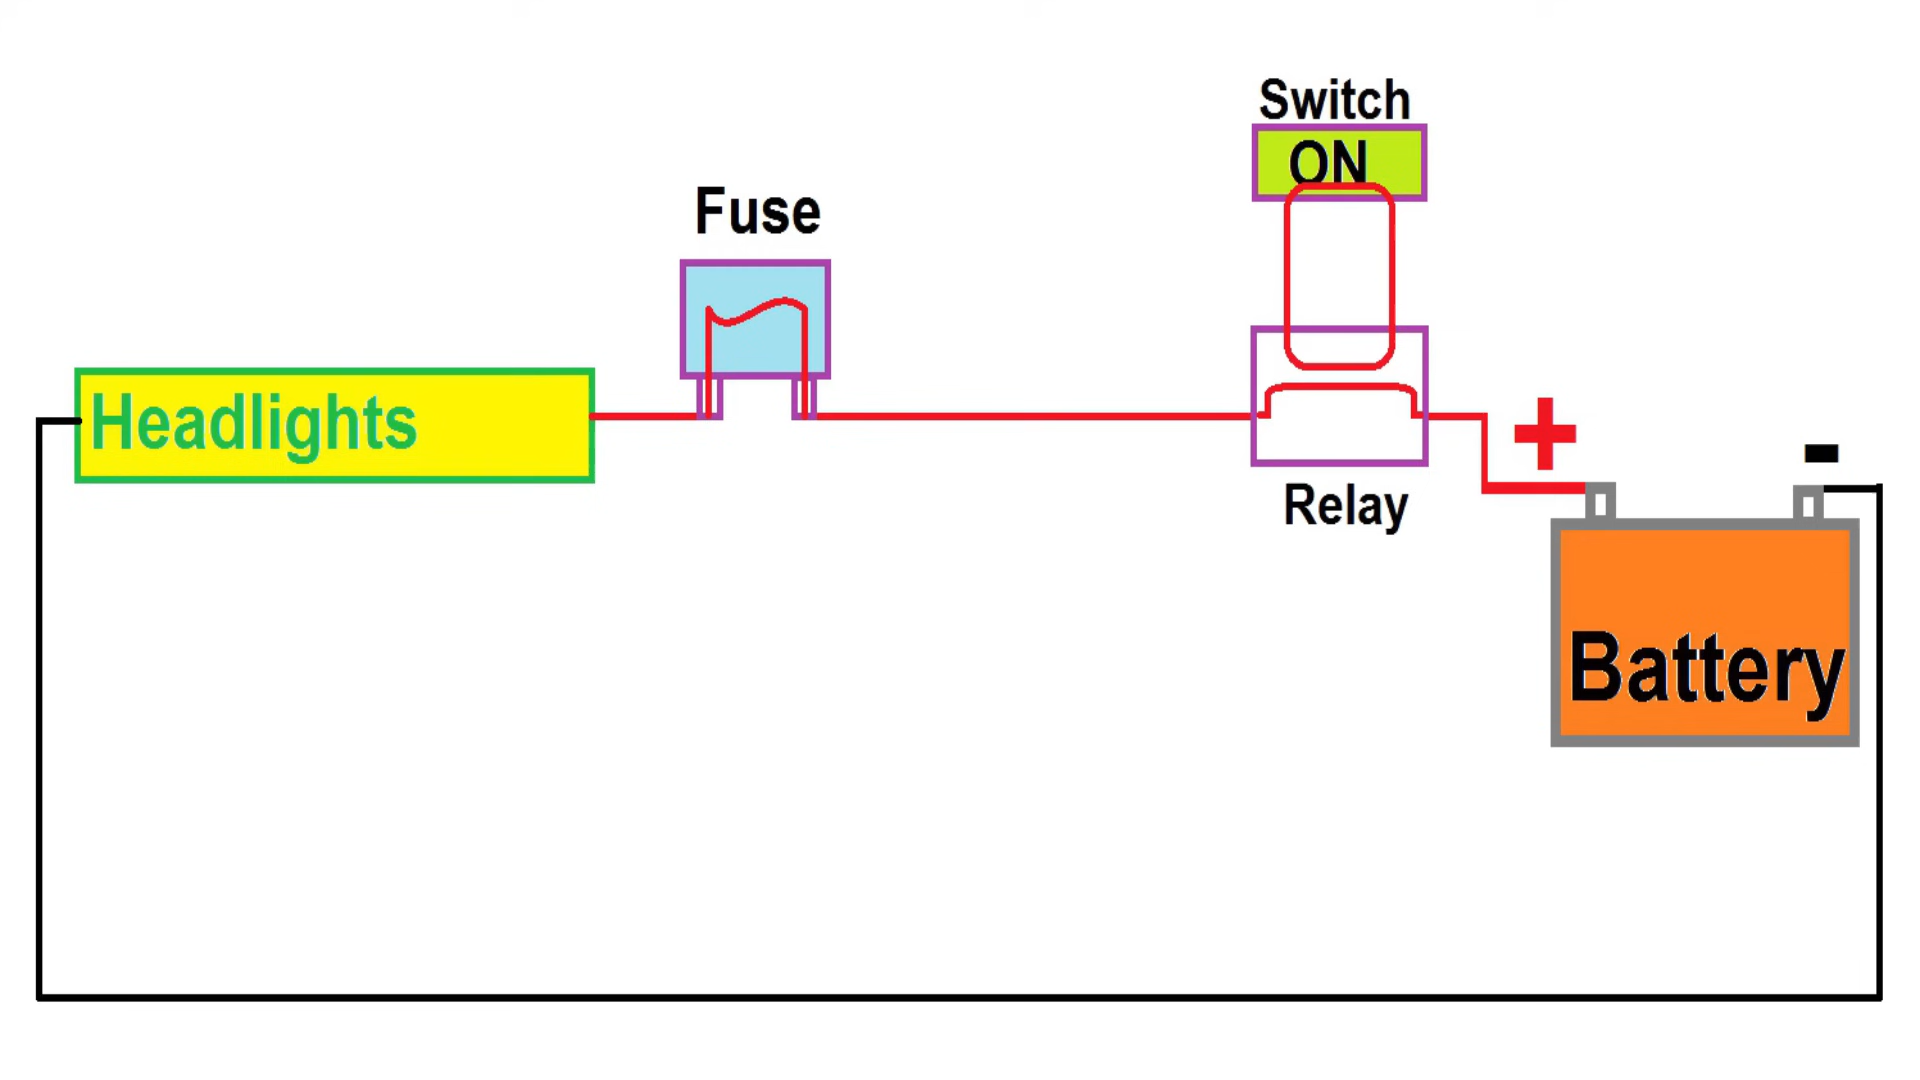 Switch
ON
Fuse
Headlights
+
-
Relay
Battery